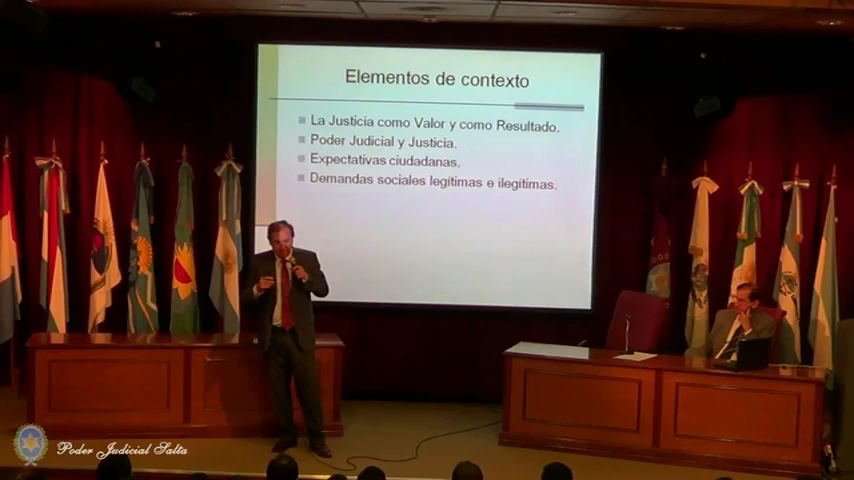 Elementos de contexto
La Justicia como Valor y como Resultado.
Poder Judicial y Justicia.
Expectativas ciudadanas.
Demandas sociales legítimas e ilegítimas.
Poder Judicial Salta